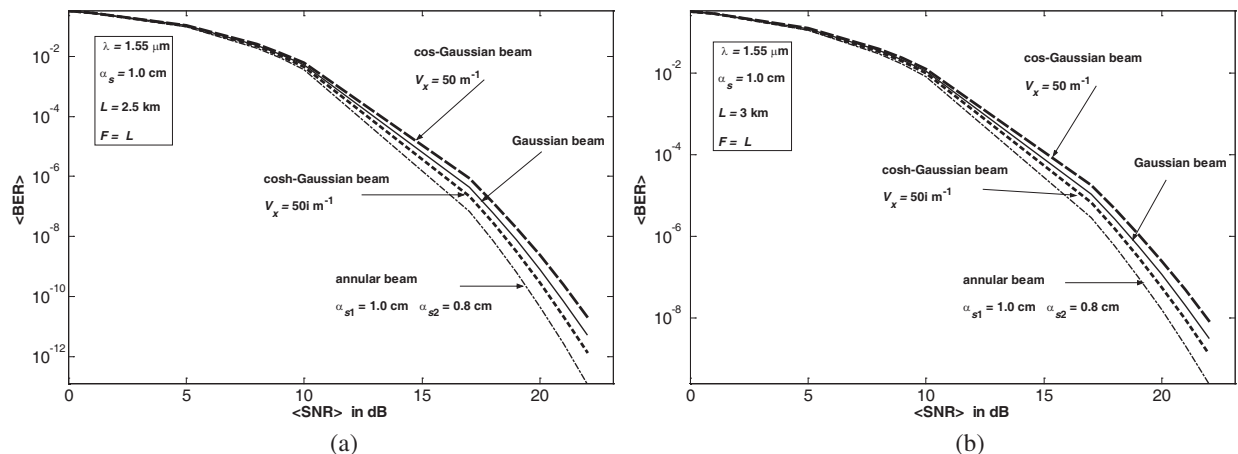 10^-2
10^-4
10^-6
10^-8
10^-10
10^-12
<BER>
λ = 1.55 μm
α_s = 1.0 cm
L = 2.5 km
F = L
cos-Gaussian beam
V_x = 50 m^-1
Gaussian beam
cosh-Gaussian beam
V_x = 50i m^-1
annular beam
α_s1 = 1.0 cm α_s2 = 0.8 cm
0 5 10 15 20
<SNR> in dB
(a)
10^-2
10^-4
10^-6
10^-8
<BER>
λ = 1.55 μm
α_s = 1.0 cm
L = 3 km
F = L
cos-Gaussian beam
V_x = 50 m^-1
Gaussian beam
cosh-Gaussian beam
V_x = 50i m^-1
annular beam
α_s1 = 1.0 cm α_s2 = 0.8 cm
0 5 10 15 20
<SNR> in dB
(b)